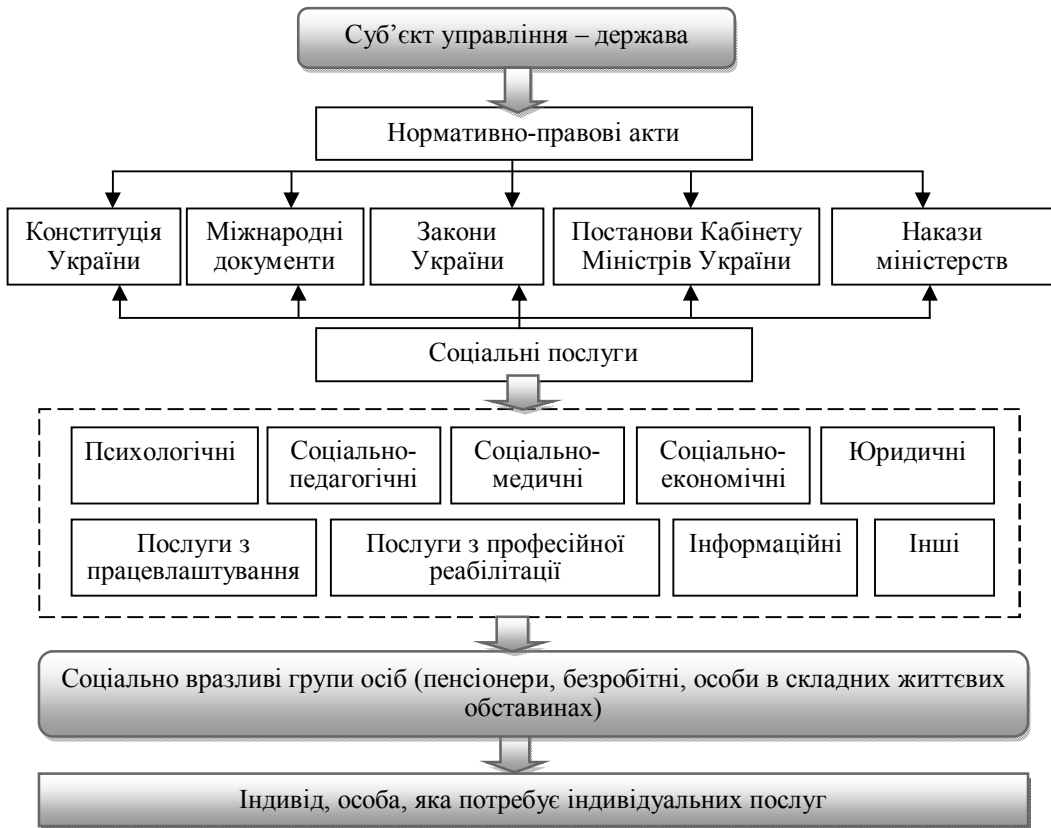 Суб’єкт управління – держава
Нормативно-правові акти
Конституція
України
Міжнародні
документи
Закони
України
Постанови Кабінету
Міністрів України
Накази
міністерств
Соціальні послуги
Психологічні
Соціально-
педагогічні
Соціально-
медичні
Соціально-
економічні
Юридичні
Послуги з
працевлаштування
Послуги з професійної
реабілітації
Інформаційні
Інші
Соціально вразливі групи осіб (пенсіонери, безробітні, особи в складних життєвих
обставинах)
Індивід, особа, яка потребує індивідуальних послуг